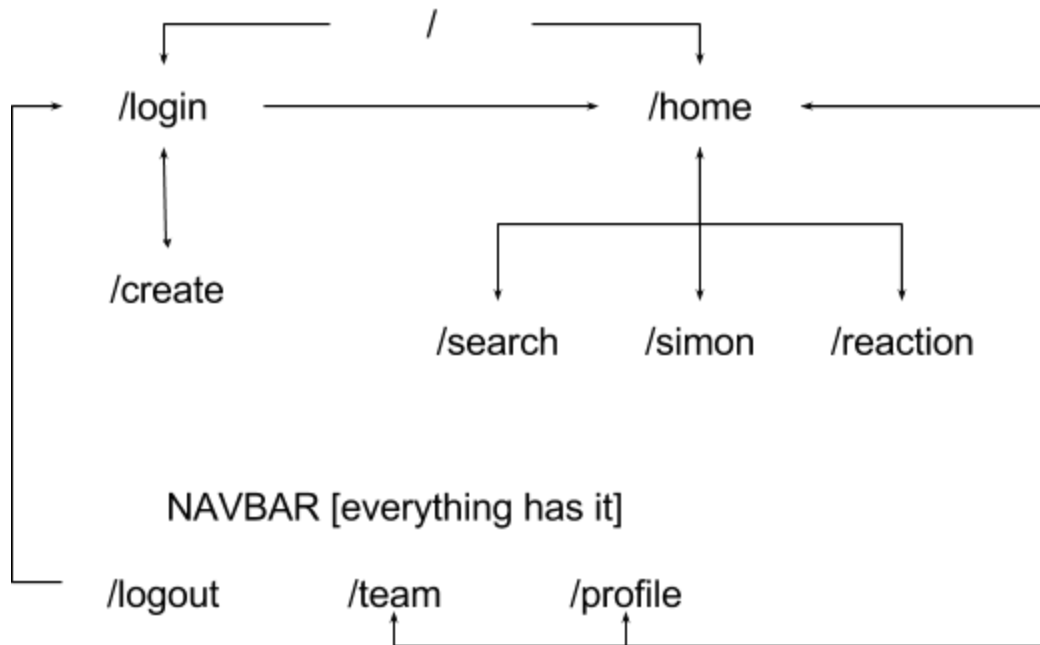 /
/login /home
/create
/search /simon /reaction
NAVBAR [everything has it]
/logout /team /profile